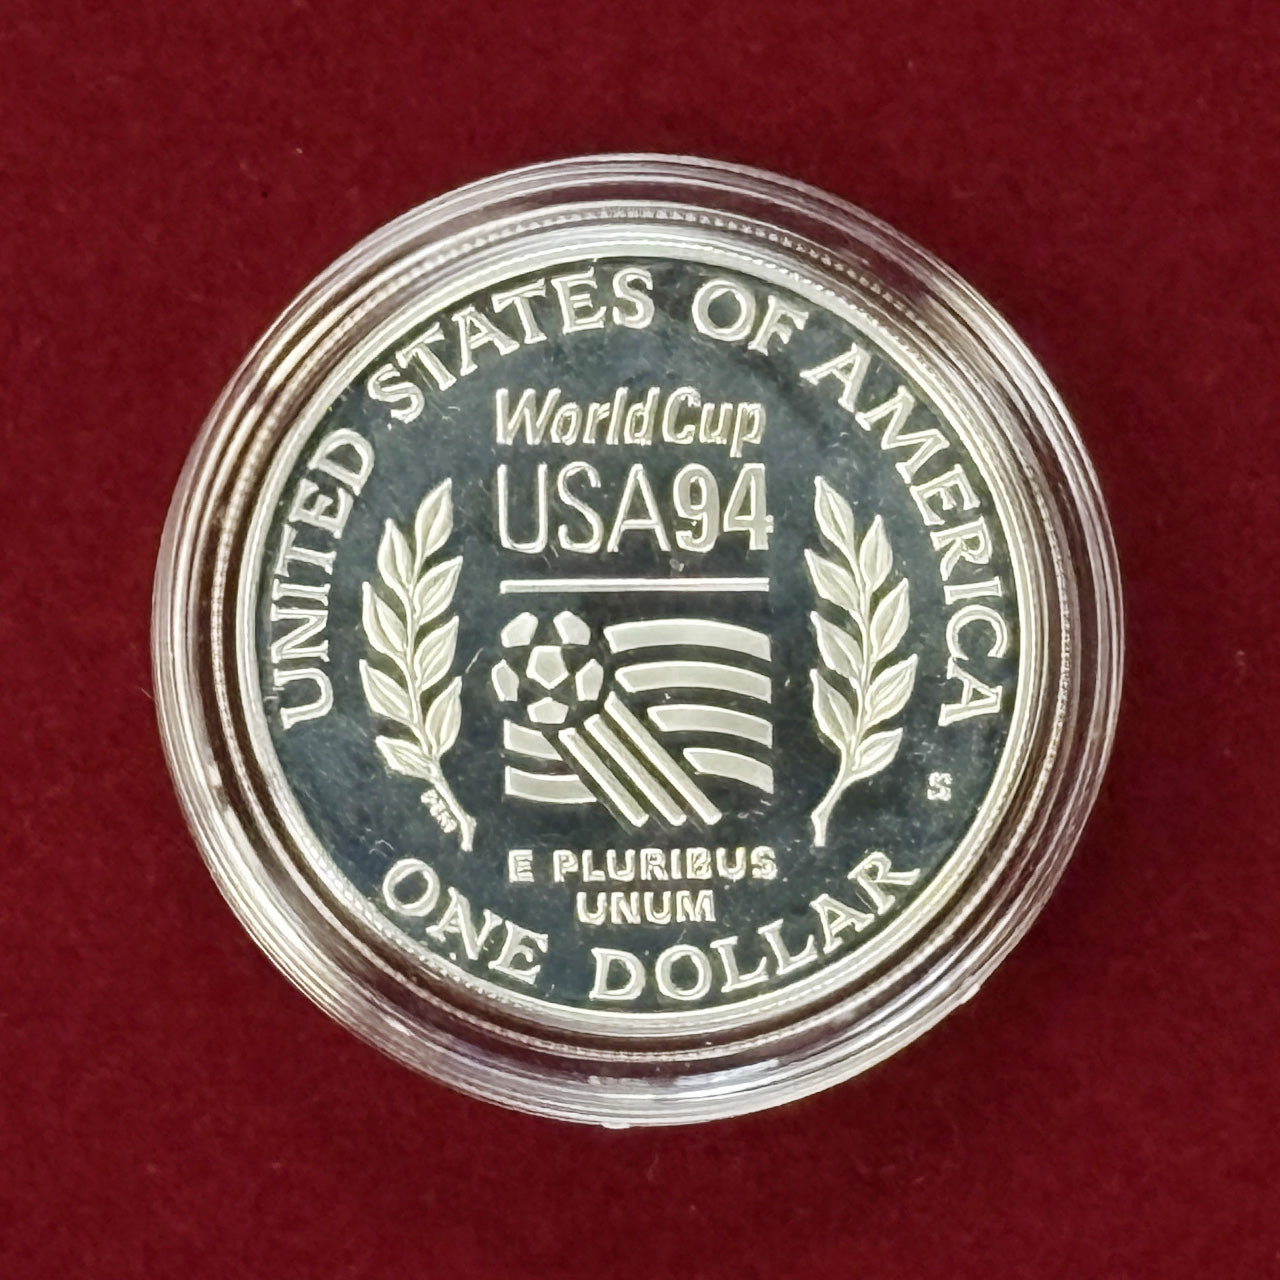 UNITED STATES OF AMERICA
WorldCup
USA94
S
E PLURIBUS
UNUM
ONE DOLLAR